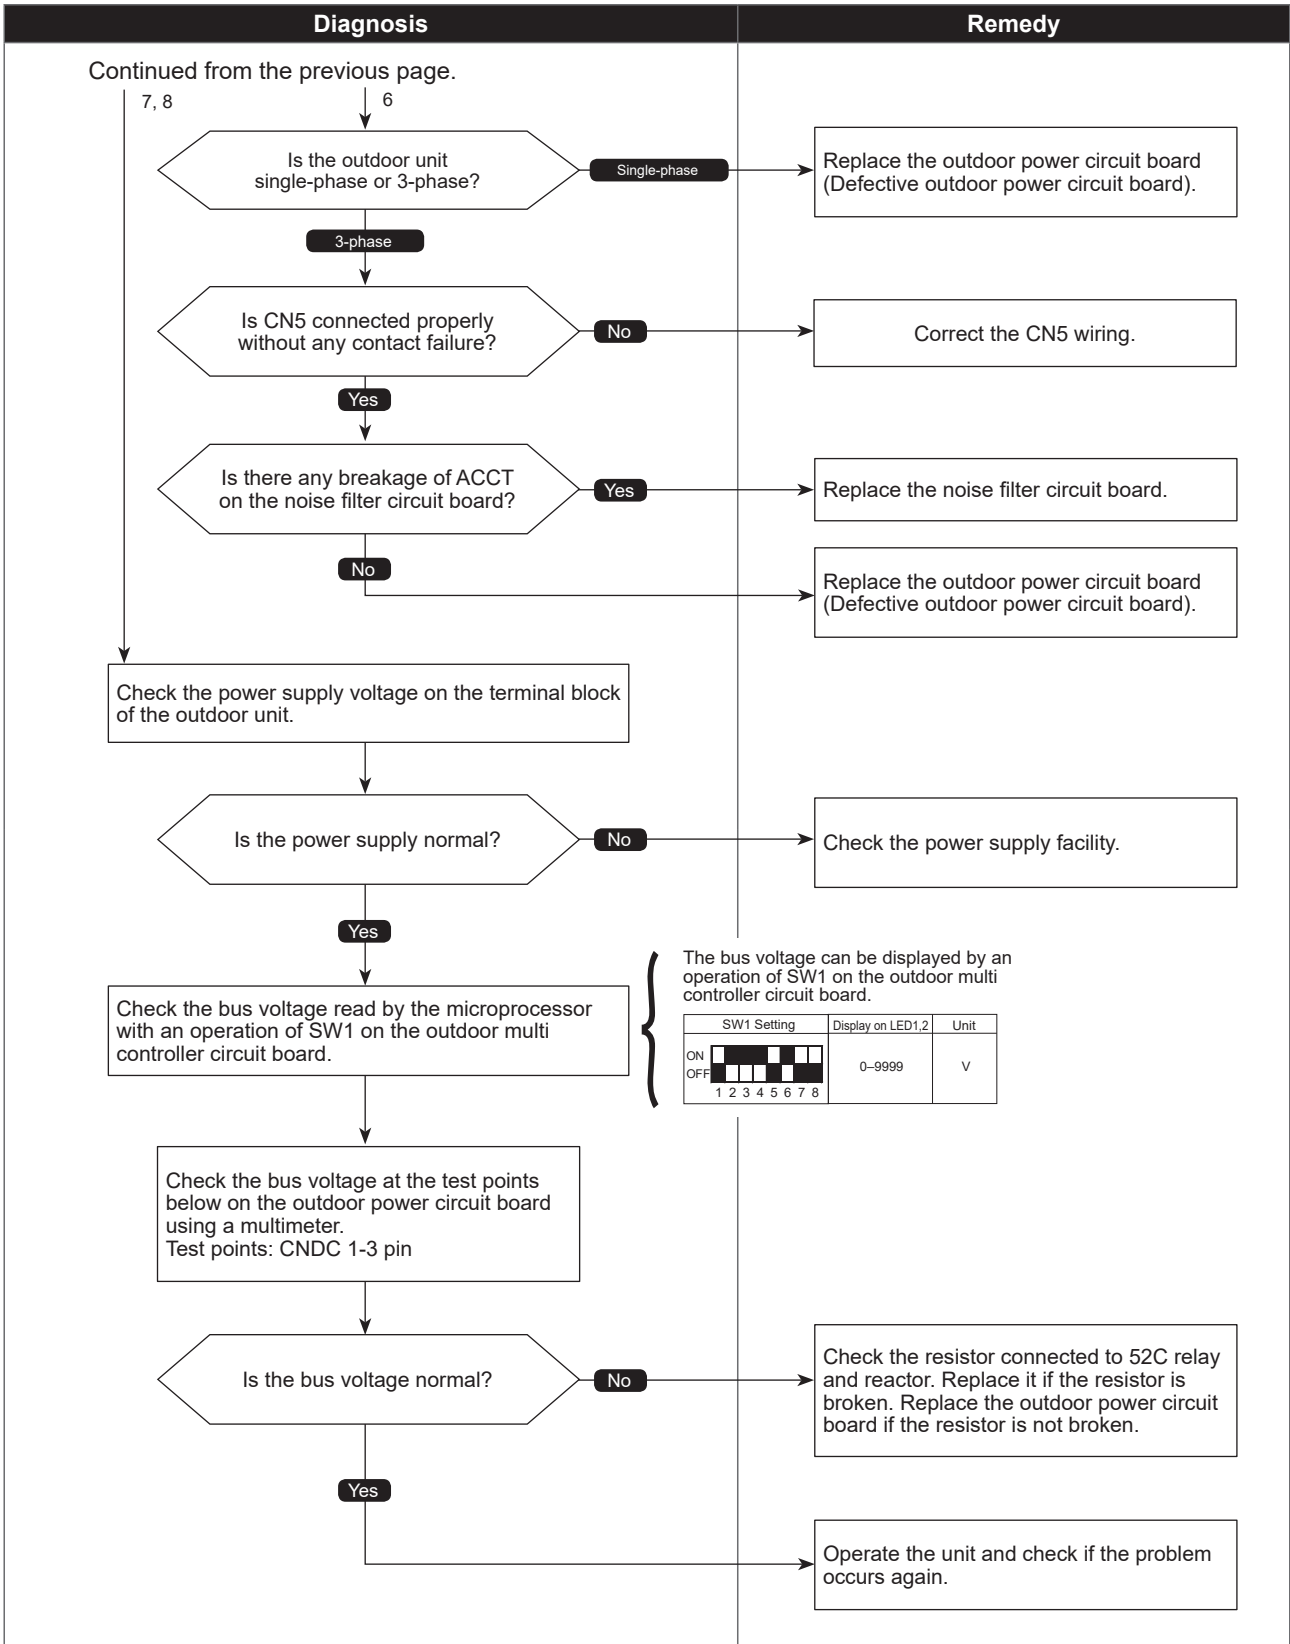 Diagnosis
Remedy
Continued from the previous page.
7, 8
6
Is the outdoor unit
single-phase or 3-phase?
Single-phase
Replace the outdoor power circuit board
(Defective outdoor power circuit board).
3-phase
Is CN5 connected properly
without any contact failure?
No
Correct the CN5 wiring.
Yes
Is there any breakage of ACCT
on the noise filter circuit board?
Yes
Replace the noise filter circuit board.
No
Replace the outdoor power circuit board
(Defective outdoor power circuit board).
Check the power supply voltage on the terminal block
of the outdoor unit.
Is the power supply normal?
No
Check the power supply facility.
Yes
Check the bus voltage read by the microprocessor
with an operation of SW1 on the outdoor multi
controller circuit board.
The bus voltage can be displayed by an
operation of SW1 on the outdoor multi
controller circuit board.
SW1 Setting
Display on LED1,2
Unit
ON
OFF
1 2 3 4 5 6 7 8
0–9999
V
Check the bus voltage at the test points
below on the outdoor power circuit board
using a multimeter.
Test points: CNDC 1-3 pin
Is the bus voltage normal?
No
Check the resistor connected to 52C relay
and reactor. Replace it if the resistor is
broken. Replace the outdoor power circuit
board if the resistor is not broken.
Yes
Operate the unit and check if the problem
occurs again.